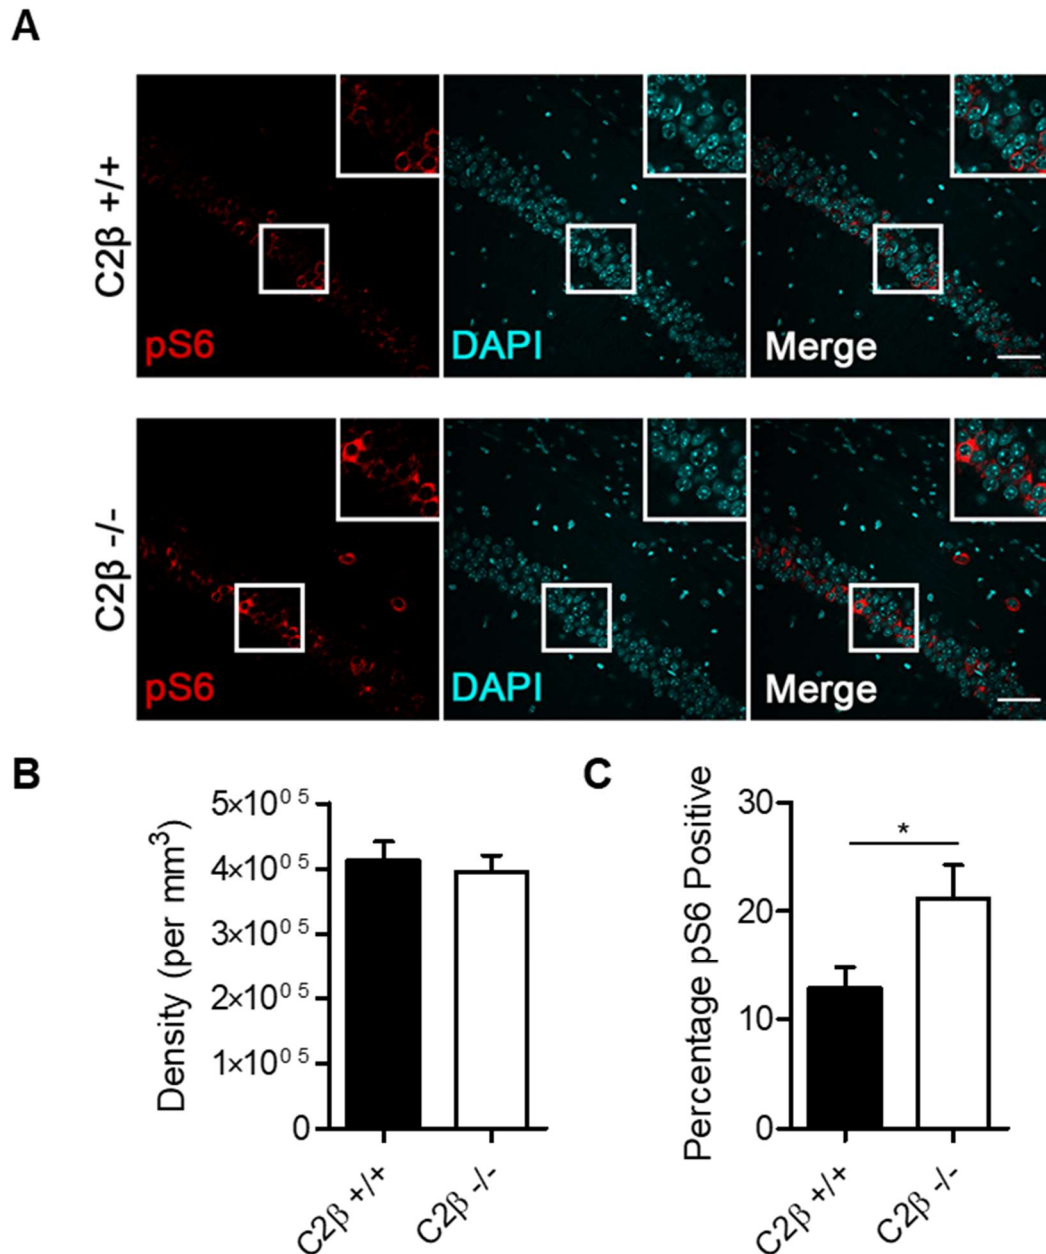 A
C2β +/+
pS6
DAPI
Merge
C2β -/-
pS6
DAPI
Merge
B
Density (per mm³)
5×10⁰⁵
4×10⁰⁵
3×10⁰⁵
2×10⁰⁵
1×10⁰⁵
0
C2β +/+
C2β -/-
C
Percentage pS6 Positive
30
20
10
0
*
C2β +/+
C2β -/-